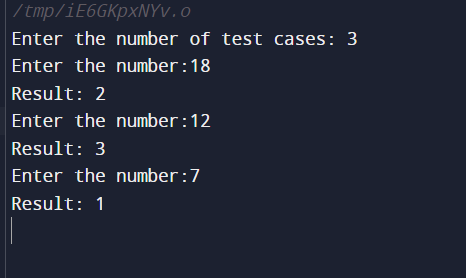 /tmp/iE6GKpxNYv.o
Enter the number of test cases: 3
Enter the number:18
Result: 2
Enter the number:12
Result: 3
Enter the number:7
Result: 1